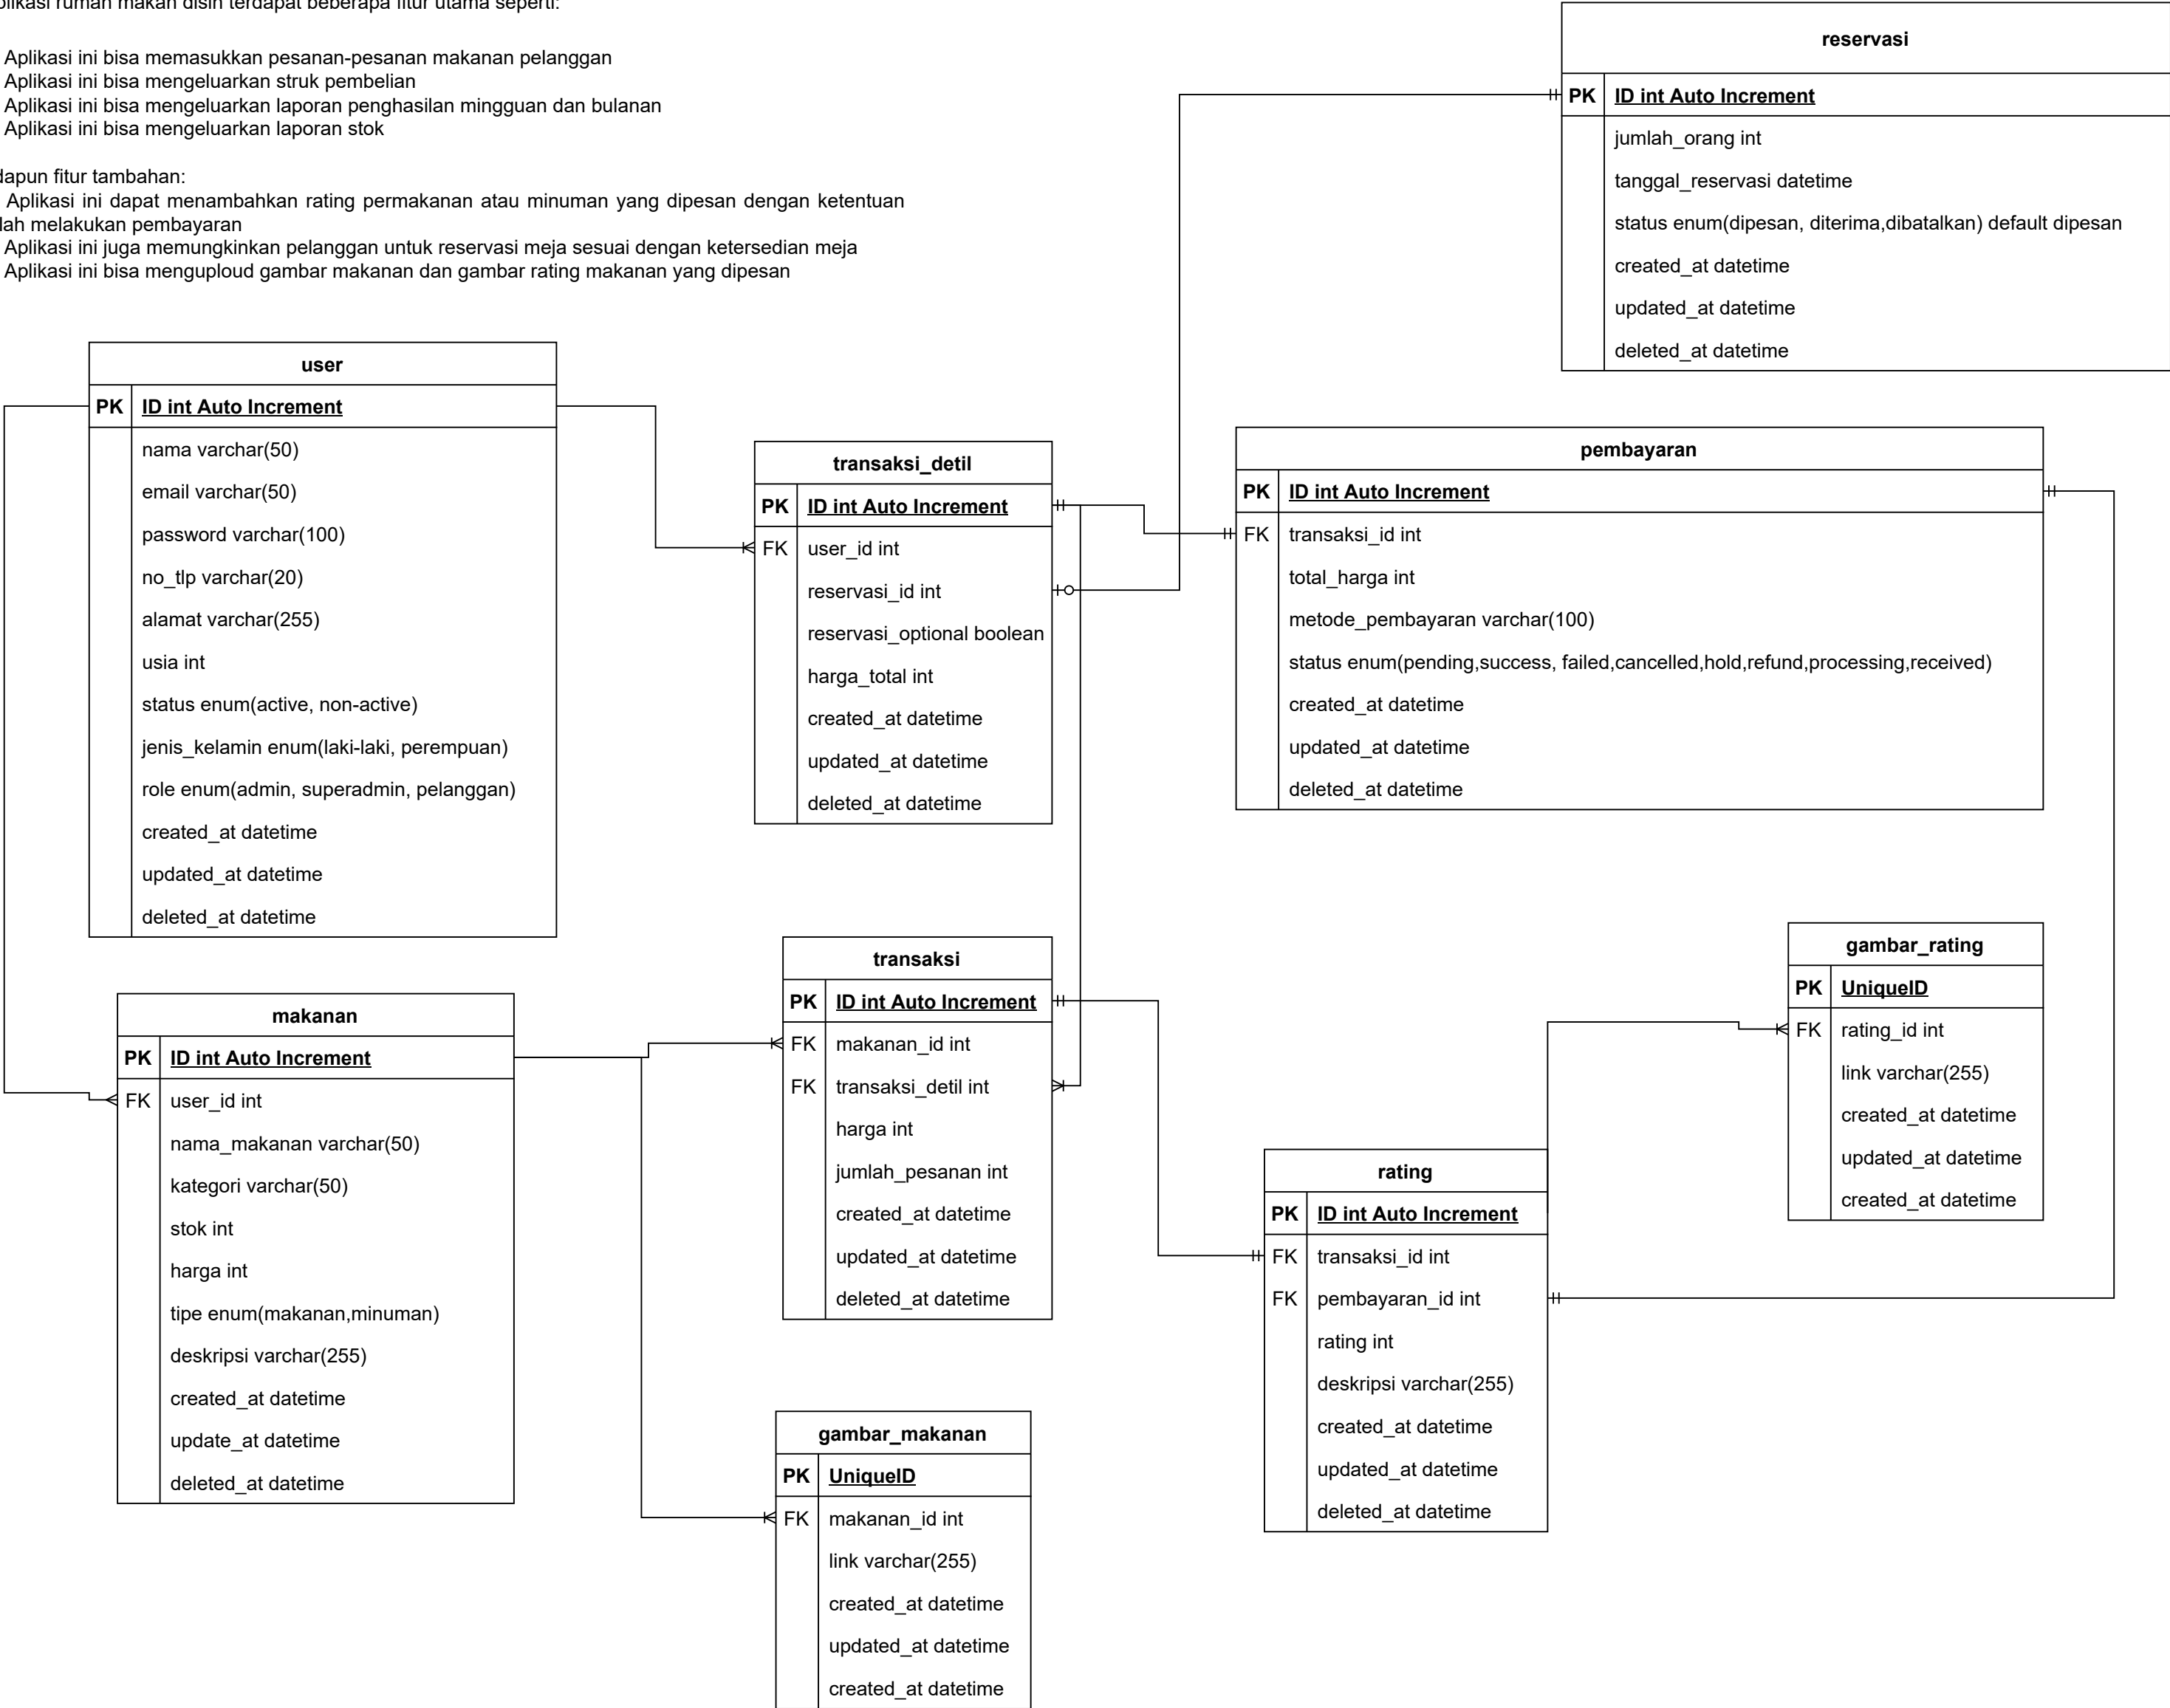 rumah makan disin terdapat beberapa fitur utama seperti:
Aplikasi ini bisa memasukkan pesanan-pesanan makanan pelanggan
Aplikasi ini bisa mengeluarkan struk pembelian
Aplikasi ini bisa mengeluarkan laporan penghasilan mingguan dan bulanan
Aplikasi ini bisa mengeluarkan laporan stok
dapun fitur tambahan:
Aplikasi ini dapat menambahkan rating permakanan atau minuman yang dipesan dengan ketentuan
lah melakukan pembayaran
Aplikasi ini juga memungkinkan pelanggan untuk reservasi meja sesuai dengan ketersedian meja
Aplikasi ini bisa menguploud gambar makanan dan gambar rating makanan yang dipesan
reservasi
PK ID int Auto Increment
jumlah_orang int
tanggal_reservasi datetime
status enum(dipesan, diterima,dibatalkan) default dipesan
created_at datetime
updated_at datetime
deleted_at datetime
user
PK ID int Auto Increment
nama varchar(50)
email varchar(50)
password varchar(100)
no_tlp varchar(20)
alamat varchar(255)
usia int
status enum(active, non-active)
jenis_kelamin enum(laki-laki, perempuan)
role enum(admin, superadmin, pelanggan)
created_at datetime
updated_at datetime
deleted_at datetime
transaksi_detil
PK ID int Auto Increment
FK user_id int
reservasi_id int
reservasi_optional boolean
harga_total int
created_at datetime
updated_at datetime
deleted_at datetime
pembayaran
PK ID int Auto Increment
FK transaksi_id int
total_harga int
metode_pembayaran varchar(100)
status enum(pending,success, failed,cancelled,hold,refund,processing,received)
created_at datetime
updated_at datetime
deleted_at datetime
makanan
PK ID int Auto Increment
FK user_id int
nama_makanan varchar(50)
kategori varchar(50)
stok int
harga int
tipe enum(makanan,minuman)
deskripsi varchar(255)
created_at datetime
update_at datetime
deleted_at datetime
transaksi
PK ID int Auto Increment
FK makanan_id int
FK transaksi_detil int
harga int
jumlah_pesanan int
created_at datetime
updated_at datetime
deleted_at datetime
gambar_rating
PK UniqueID
FK rating_id int
link varchar(255)
created_at datetime
updated_at datetime
created_at datetime
rating
PK ID int Auto Increment
FK transaksi_id int
FK pembayaran_id int
rating int
deskripsi varchar(255)
created_at datetime
updated_at datetime
deleted_at datetime
gambar_makanan
PK UniqueID
FK makanan_id int
link varchar(255)
created_at datetime
updated_at datetime
created_at datetime